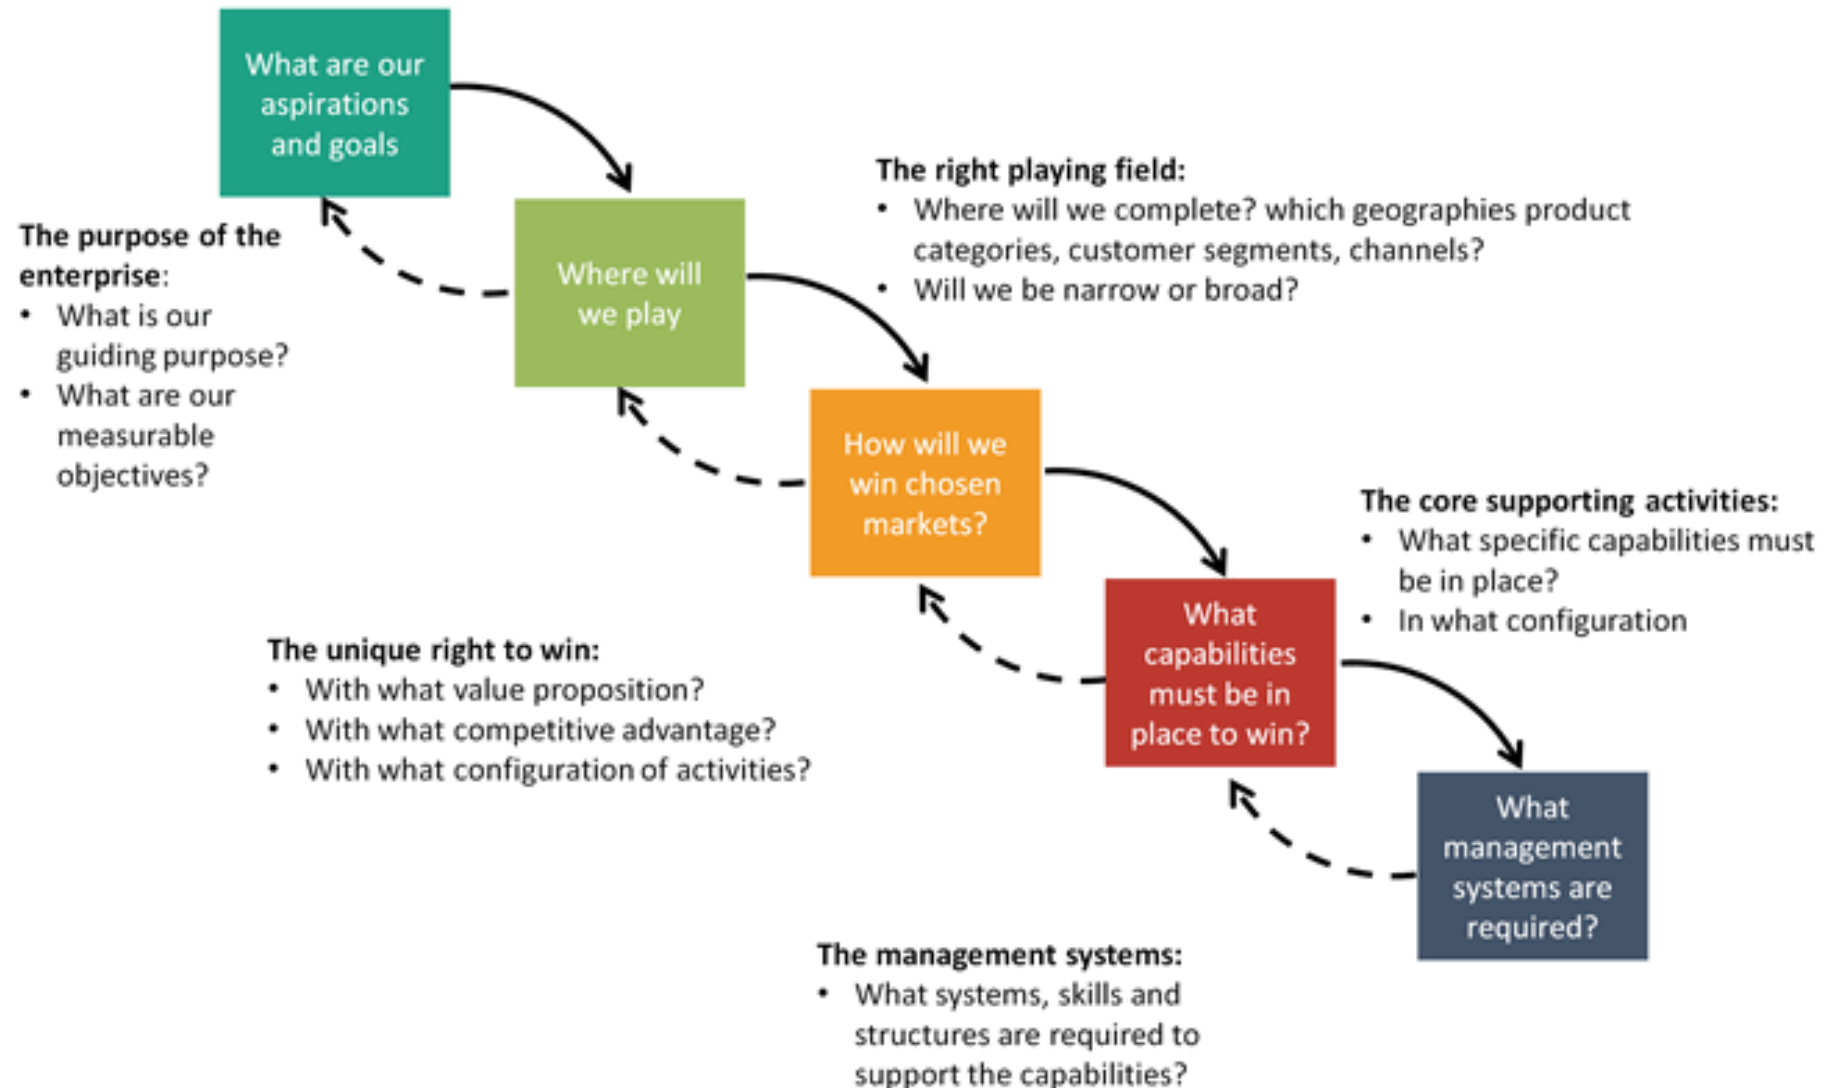 What are our
aspirations
and goals
The purpose of the
enterprise:
• What is our
guiding purpose?
• What are our
measurable
objectives?
Where will
we play
The right playing field:
• Where will we complete? which geographies product
categories, customer segments, channels?
• Will we be narrow or broad?
How will we
win chosen
markets?
The unique right to win:
• With what value proposition?
• With what competitive advantage?
• With what configuration of activities?
What
capabilities
must be in
place to win?
The core supporting activities:
• What specific capabilities must
be in place?
• In what configuration
What
management
systems are
required?
The management systems:
• What systems, skills and
structures are required to
support the capabilities?